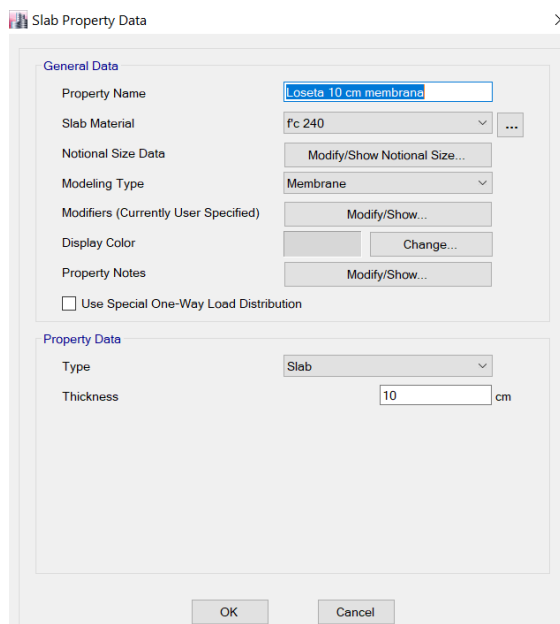 Slab Property Data
General Data
Property Name Loseta 10 cm membrana
Slab Material f'c 240 ...
Notional Size Data Modify/Show Notional Size...
Modeling Type Membrane
Modifiers (Currently User Specified) Modify/Show...
Display Color Change...
Property Notes Modify/Show...
Use Special One-Way Load Distribution
Property Data
Type Slab
Thickness 10 cm
OK Cancel